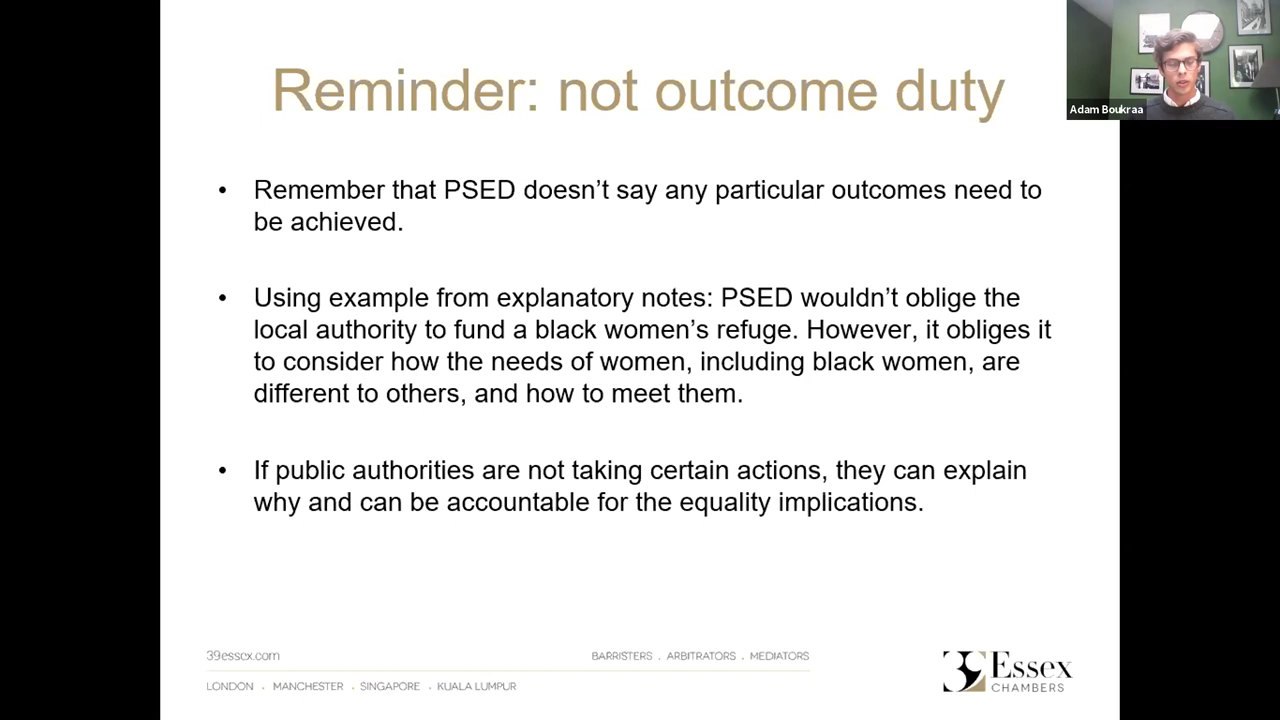 Reminder: not outcome duty
Adam Boukraa
• Remember that PSED doesn’t say any particular outcomes need to
be achieved.
• Using example from explanatory notes: PSED wouldn’t oblige the
local authority to fund a black women’s refuge. However, it obliges it
to consider how the needs of women, including black women, are
different to others, and how to meet them.
• If public authorities are not taking certain actions, they can explain
why and can be accountable for the equality implications.
39essex.com
BARRISTERS . ARBITRATORS . MEDIATORS
LONDON . MANCHESTER . SINGAPORE . KUALA LUMPUR
39 Essex
CHAMBERS